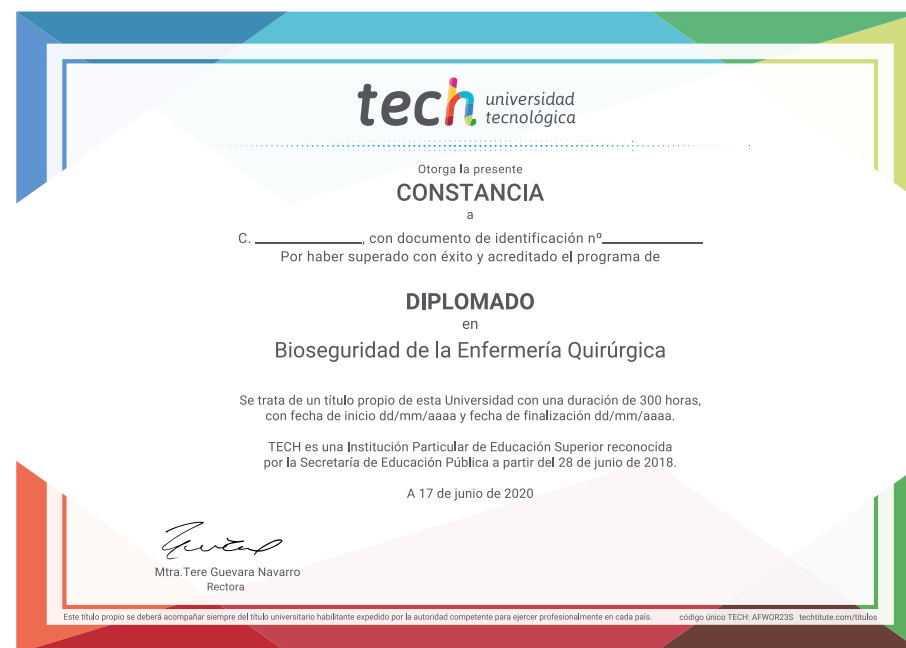 tech universidad
tecnológica
Otorga la presente
CONSTANCIA
a
C. ____________, con documento de identificación nº____________
Por haber superado con éxito y acreditado el programa de
DIPLOMADO
en
Bioseguridad de la Enfermería Quirúrgica
Se trata de un título propio de esta Universidad con una duración de 300 horas,
con fecha de inicio dd/mm/aaaa y fecha de finalización dd/mm/aaaa.
TECH es una Institución Particular de Educación Superior reconocida
por la Secretaría de Educación Pública a partir del 28 de junio de 2018.
A 17 de junio de 2020
Mtra.Tere Guevara Navarro
Rectora
Este título propio se deberá acompañar siempre del título universitario habilitante expedido por la autoridad competente para ejercer profesionalmente en cada país. código único TECH: AFWOR23S techtitute.com/titulos